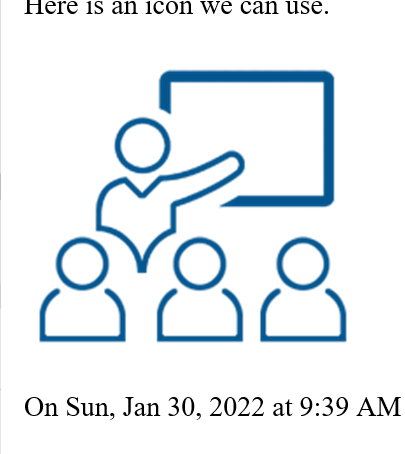 Here is an icon we can use.
On Sun, Jan 30, 2022 at 9:39 AM